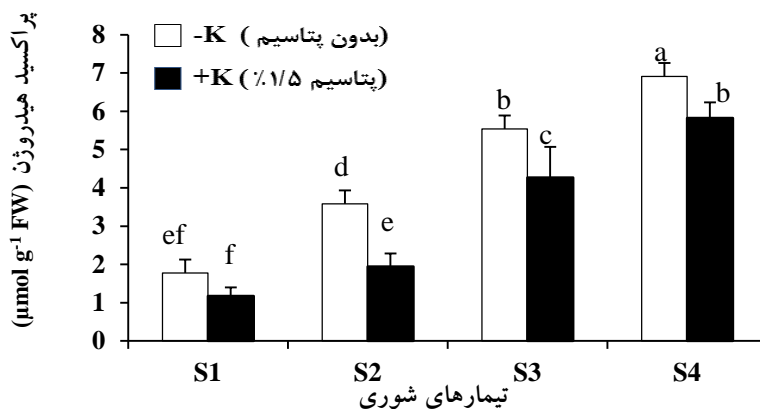 پراکسید هیدروژن
(µmol g-1 FW)
8
7
6
5
4
3
2
1
0
-K ( بدون پتاسیم)
+K (پتاسیم ۱/۵٪)
ef
f
d
e
b
c
a
b
S1 S2 S3 S4
تیمارهای شوری